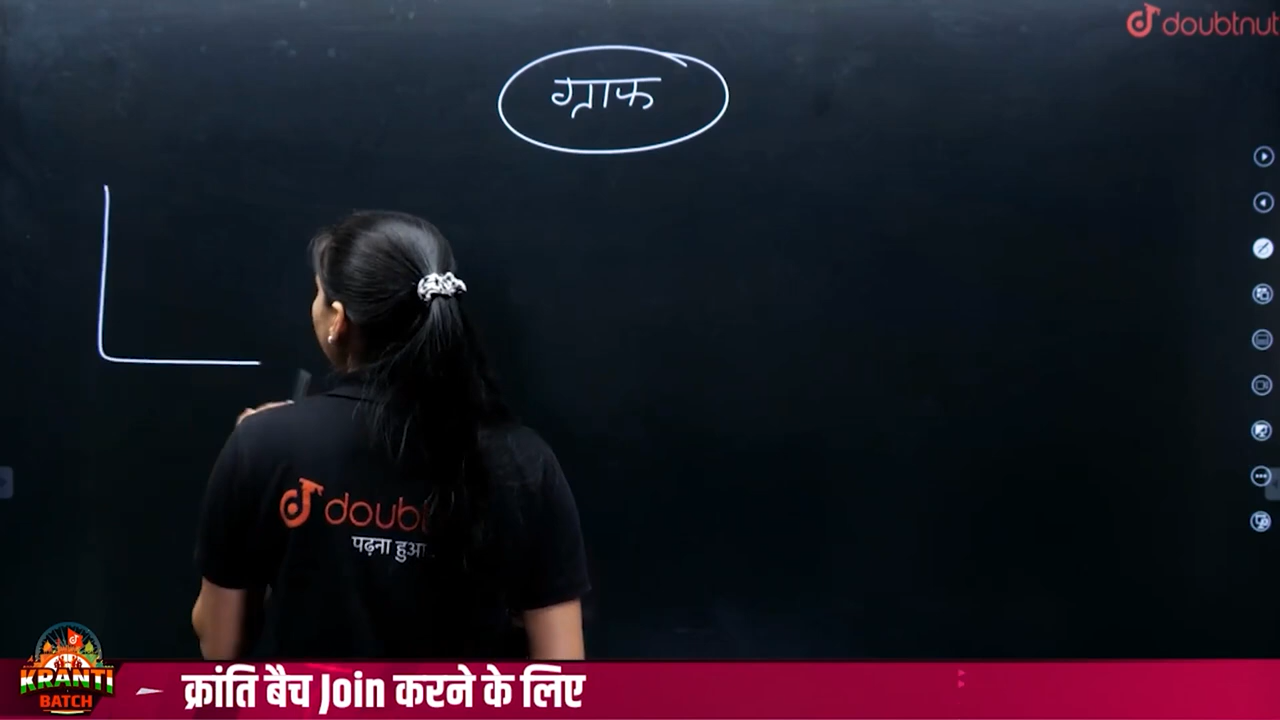 doubtnut
ग्राफ
doubt
पढ़ना हुआ
KRANTI
BATCH
क्रांति बैच Join करने के लिए